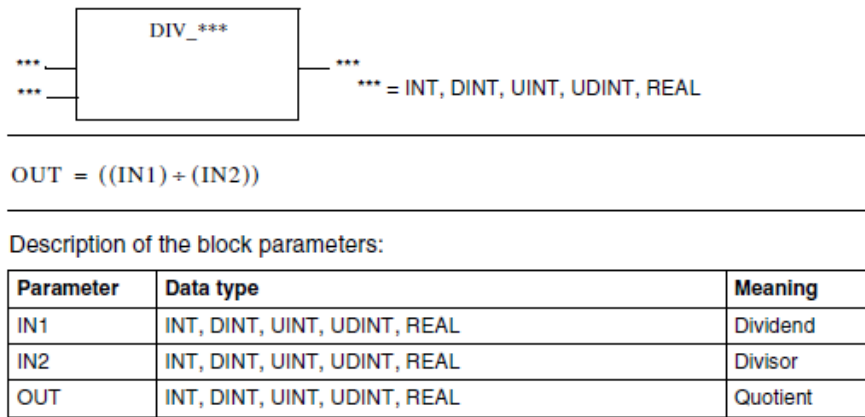 DIV_***
*** ***
*** *** = INT, DINT, UINT, UDINT, REAL
OUT = ((IN1) ÷ (IN2))
Description of the block parameters:
Parameter Data type Meaning
IN1 INT, DINT, UINT, UDINT, REAL Dividend
IN2 INT, DINT, UINT, UDINT, REAL Divisor
OUT INT, DINT, UINT, UDINT, REAL Quotient